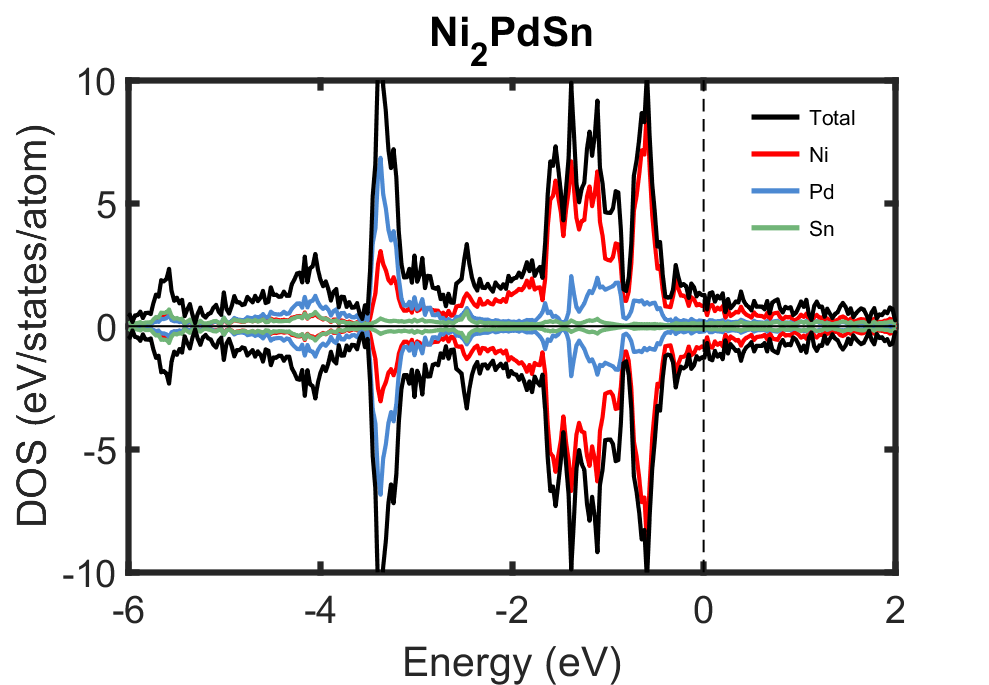 Ni2PdSn
DOS (eV/states/atom)
10
5
0
-5
-10
Total
Ni
Pd
Sn
-6 -4 -2 0 2
Energy (eV)